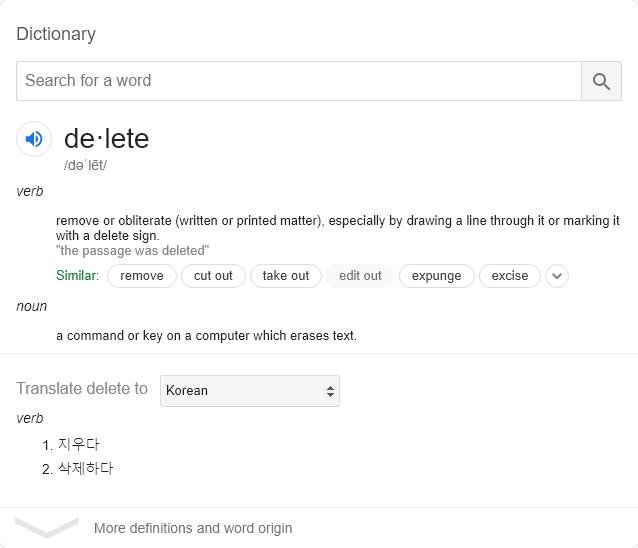 Dictionary
Search for a word
de·lete
/dəˈlēt/
verb
remove or obliterate (written or printed matter), especially by drawing a line through it or marking it
with a delete sign.
"the passage was deleted"
Similar: remove cut out take out edit out expunge excise
noun
a command or key on a computer which erases text.
Translate delete to Korean
verb
1. 지우다
2. 삭제하다
More definitions and word origin